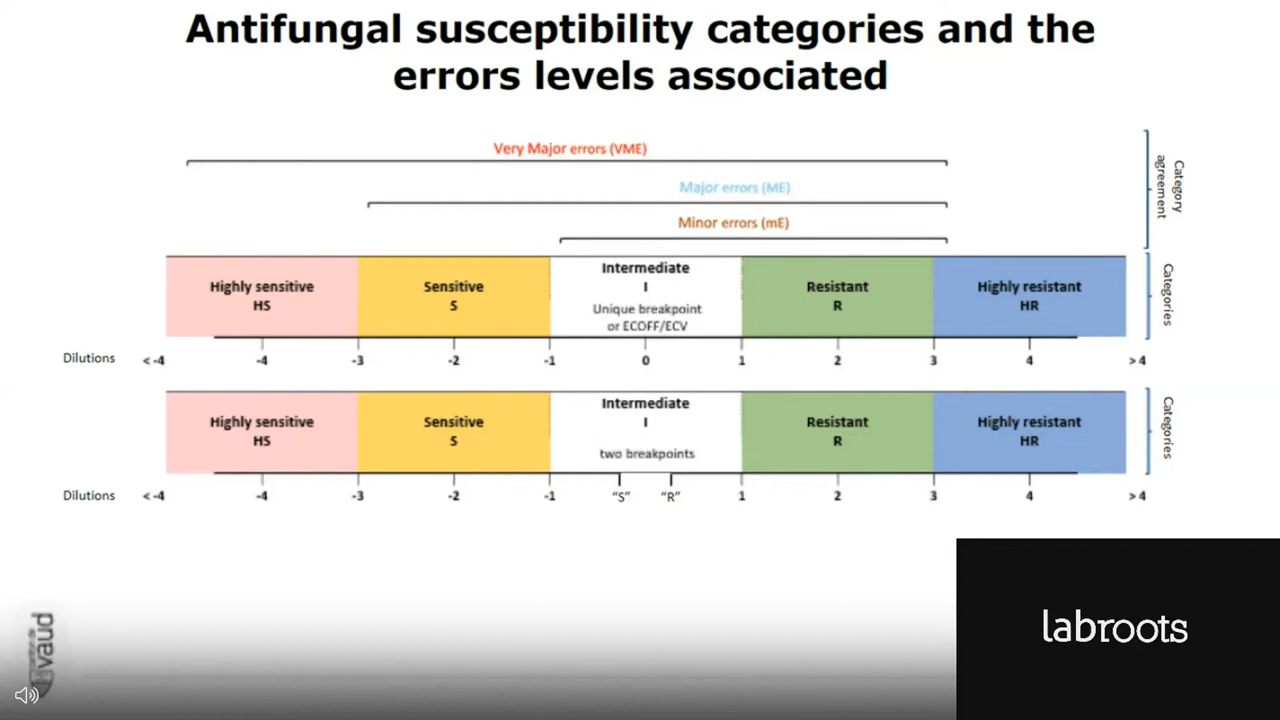 Antifungal susceptibility categories and the
errors levels associated
Very Major errors (VME)
Major errors (ME)
Minor errors (mE)
Category
agreement
Highly sensitive
HS
Sensitive
S
Intermediate
I
Unique breakpoint
or ECOFF/ECV
Resistant
R
Highly resistant
HR
Categories
Dilutions < -4 -4 -3 -2 -1 0 1 2 3 4 > 4
Highly sensitive
HS
Sensitive
S
Intermediate
I
two breakpoints
Resistant
R
Highly resistant
HR
Categories
Dilutions < -4 -4 -3 -2 -1 “S” “R” 1 2 3 4 > 4
vaud
labroots